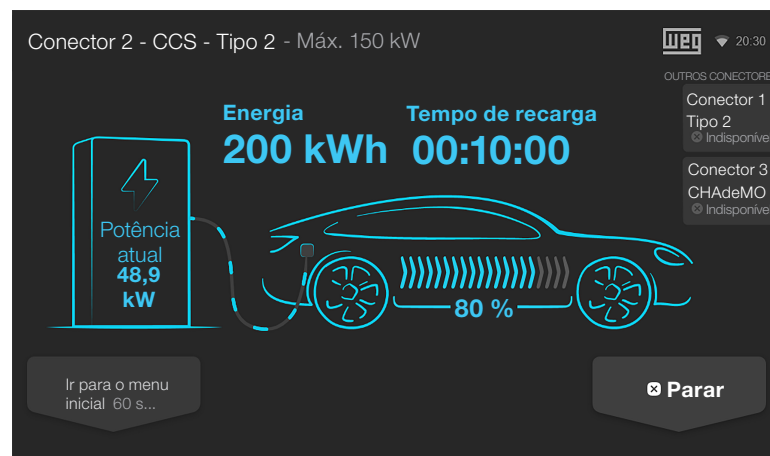 Conector 2 - CCS - Tipo 2 - Máx. 150 kW
WEG
20:30
OUTROS CONECTORE
Conector 1
Tipo 2
Indisponíve
Conector 3
CHAdeMO
Indisponíve
Energia
200 kWh
Tempo de recarga
00:10:00
Potência
atual
48,9
kW
80 %
Ir para o menu
inicial 60 s...
Parar